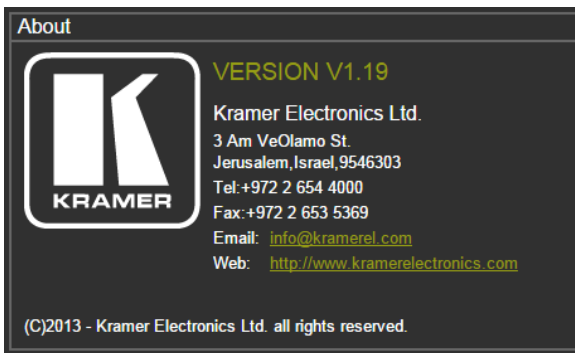 About
VERSION V1.19
Kramer Electronics Ltd.
3 Am VeOlamo St.
Jerusalem,Israel,9546303
Tel:+972 2 654 4000
Fax:+972 2 653 5369
Email: info@kramerel.com
Web: http://www.kramerelectronics.com
K
KRAMER
(C)2013 - Kramer Electronics Ltd. all rights reserved.